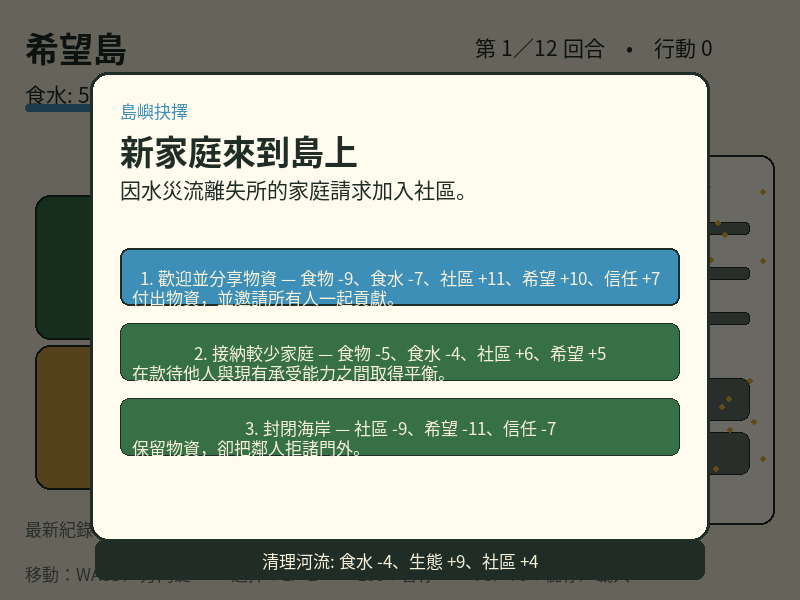 希望島
第 1／12 回合 • 行動 0
食水: 5
島嶼抉擇
新家庭來到島上
因水災流離失所的家庭請求加入社區。
1. 歡迎並分享物資 — 食物 -9、食水 -7、社區 +11、希望 +10、信任 +7
付出物資，並邀請所有人一起貢獻。
2. 接納較少家庭 — 食物 -5、食水 -4、社區 +6、希望 +5
在款待他人與現有承受能力之間取得平衡。
3. 封閉海岸 — 社區 -9、希望 -11、信任 -7
保留物資，卻把鄰人拒諸門外。
最新紀錄
清理河流: 食水 -4、生態 +9、社區 +4
移動：WA